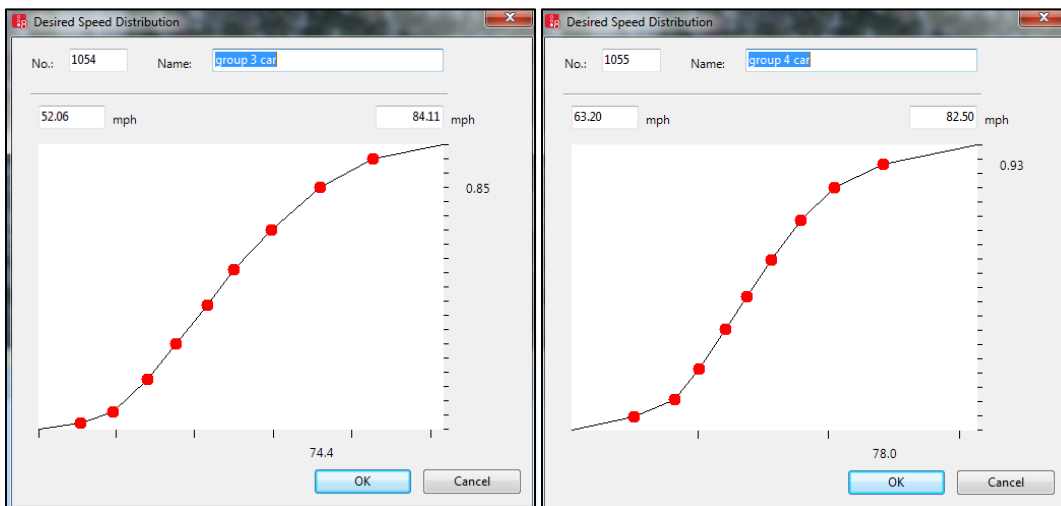 Desired Speed Distribution
No.: 1054 Name: group 3 car
52.06 mph 84.11 mph
0.85
74.4
OK Cancel
Desired Speed Distribution
No.: 1055 Name: group 4 car
63.20 mph 82.50 mph
0.93
78.0
OK Cancel